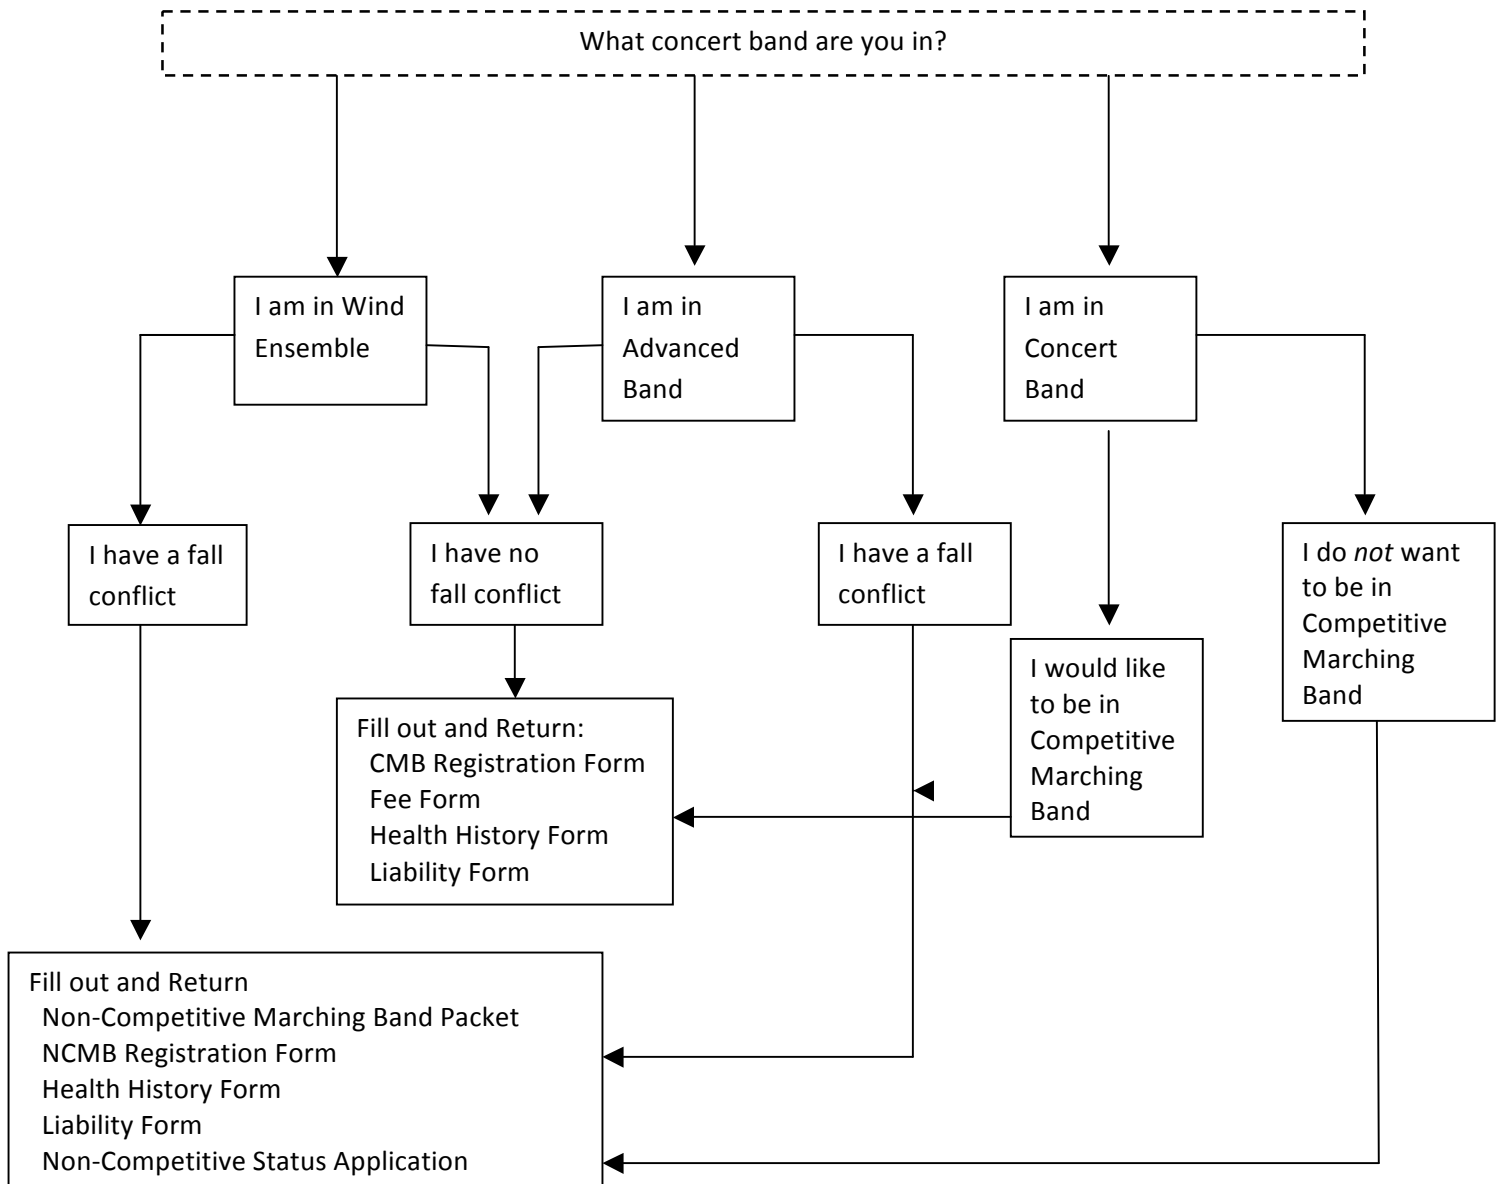 What concert band are you in?
I am in Wind
Ensemble
I am in
Advanced
Band
I am in
Concert
Band
I have a fall
conflict
I have no
fall conflict
I have a fall
conflict
I do not want
to be in
Competitive
Marching
Band
I would like
to be in
Competitive
Marching
Band
Fill out and Return:
CMB Registration Form
Fee Form
Health History Form
Liability Form
Fill out and Return
Non-Competitive Marching Band Packet
NCMB Registration Form
Health History Form
Liability Form
Non-Competitive Status Application